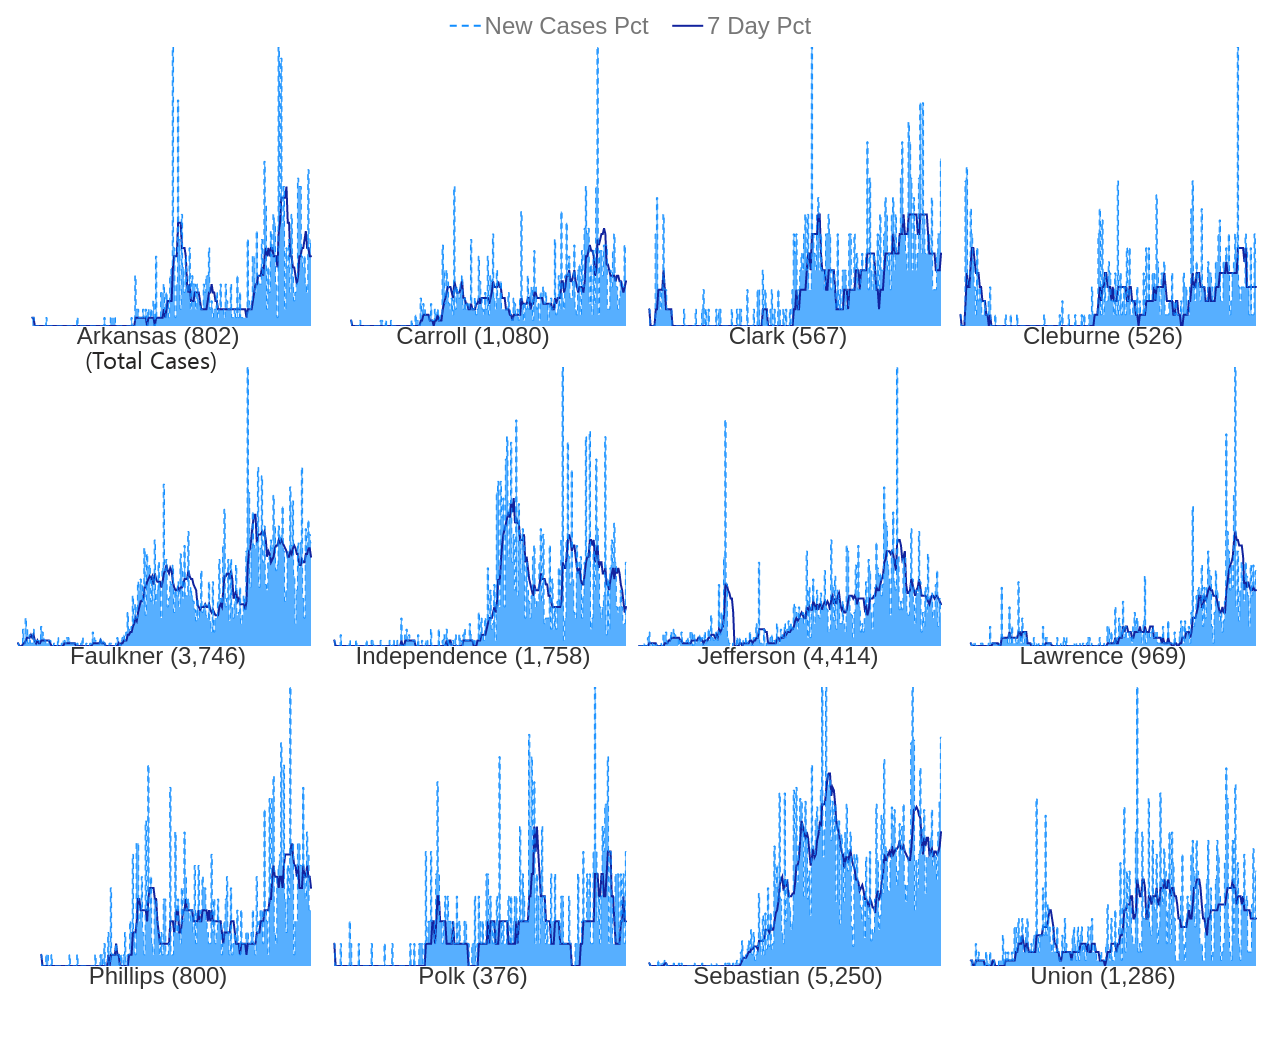 New Cases Pct 7 Day Pct
Arkansas (802) Carroll (1,080) Clark (567) Cleburne (526)
(Total Cases)
Faulkner (3,746) Independence (1,758) Jefferson (4,414) Lawrence (969)
Phillips (800) Polk (376) Sebastian (5,250) Union (1,286)